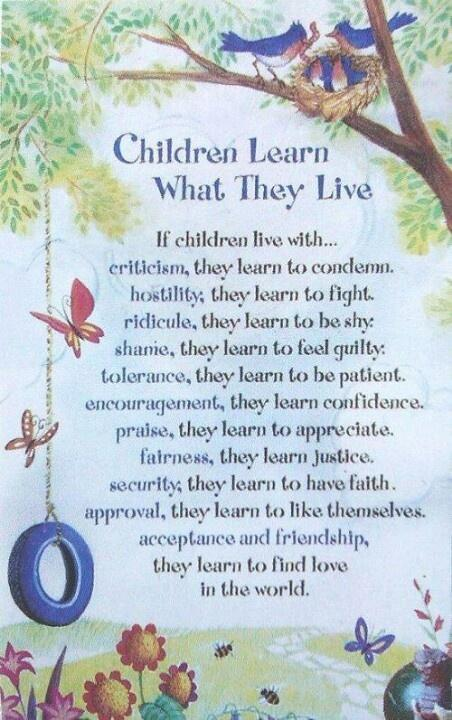 Children Learn
What They Live
If children live with...
criticism, they learn to condemn.
hostility, they learn to fight.
ridicule, they learn to be shy.
shame, they learn to feel guilty.
tolerance, they learn to be patient.
encouragement, they learn confidence.
praise, they learn to appreciate.
fairness, they learn justice.
security, they learn to have faith.
approval, they learn to like themselves.
acceptance and friendship,
they learn to find love
in the world.